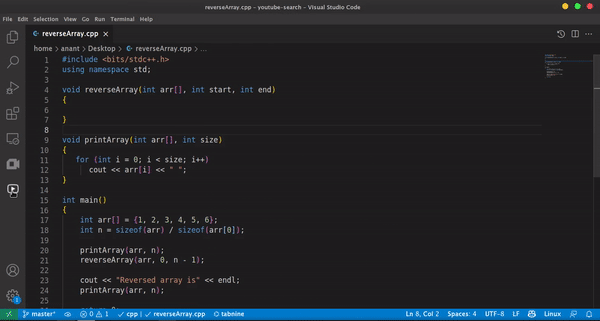 reverseArray.cpp - youtube-search - Visual Studio Code
File Edit Selection View Go Run Terminal Help
reverseArray.cpp
home > anant > Desktop > reverseArray.cpp > ...
1 #include <bits/stdc++.h>
2 using namespace std;
3
4 void reverseArray(int arr[], int start, int end)
5 {
6
7 }
8
9 void printArray(int arr[], int size)
10 {
11 for (int i = 0; i < size; i++)
12 cout << arr[i] << " ";
13 }
14
15 int main()
16 {
17 int arr[] = {1, 2, 3, 4, 5, 6};
18 int n = sizeof(arr) / sizeof(arr[0]);
19
20 printArray(arr, n);
21 reverseArray(arr, 0, n - 1);
22
23 cout << "Reversed array is" << endl;
24 printArray(arr, n);
25
1
master* 0 1 cpp | reverseArray.cpp tabnine Ln 8, Col 2 Spaces: 4 UTF-8 LF Linux